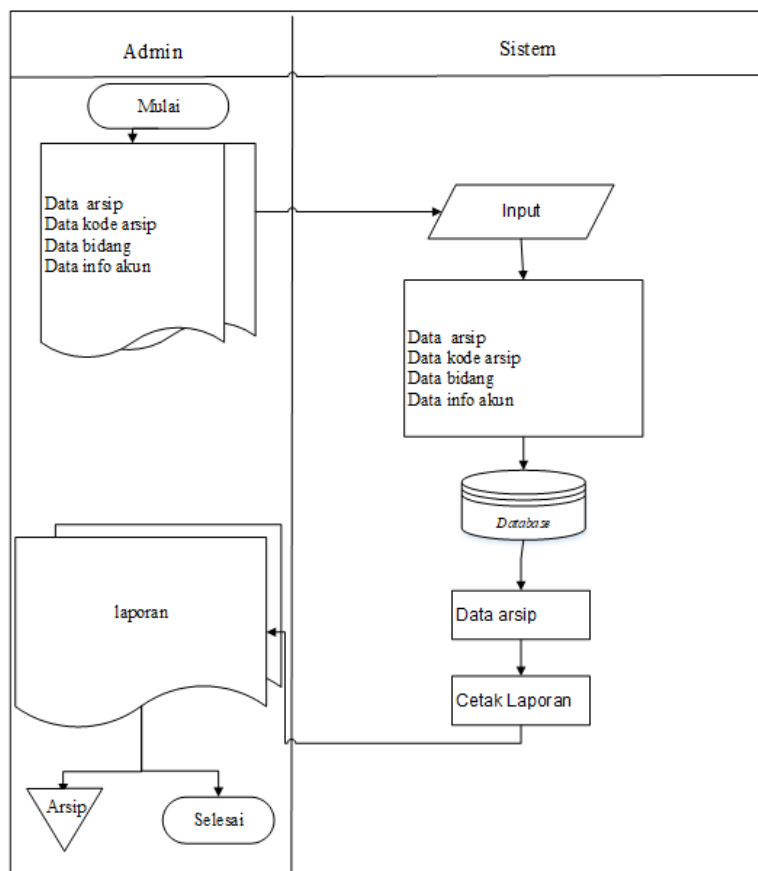 Admin
Sistem
Mulai
Data arsip
Data kode arsip
Data bidang
Data info akun
Input
Data arsip
Data kode arsip
Data bidang
Data info akun
Database
Data arsip
Cetak Laporan
laporan
Arsip
Selesai